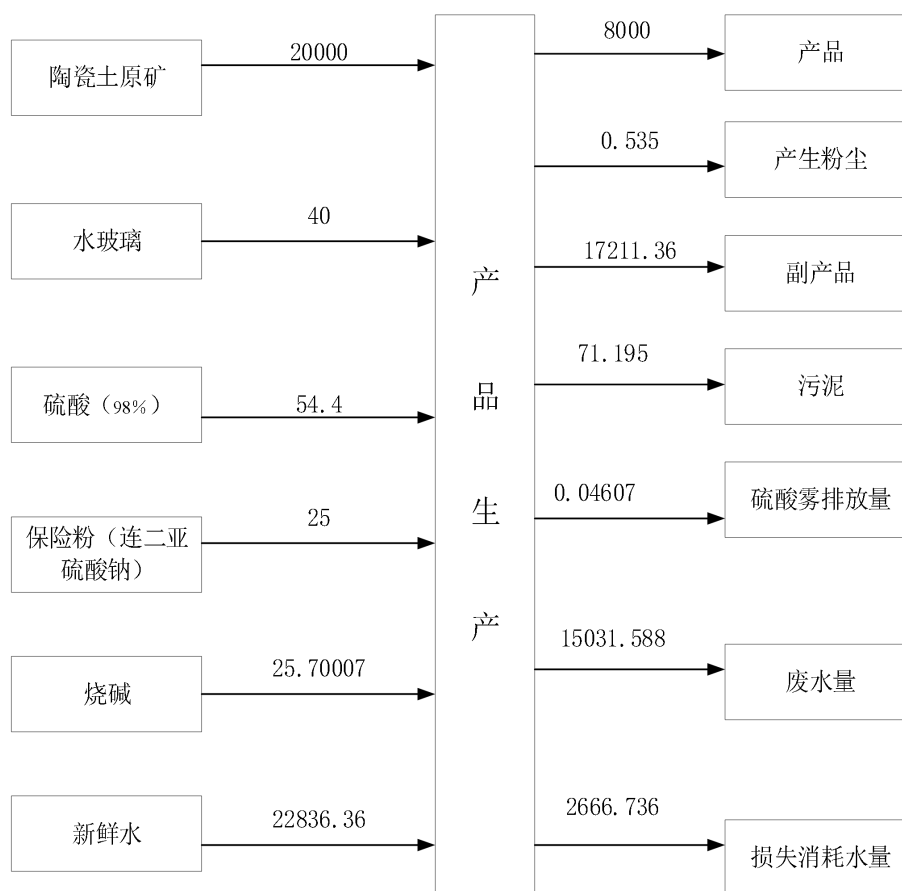 陶瓷土原矿
20000
8000
产品
0.535
产生粉尘
水玻璃
40
17211.36
副产品
产
品
生
产
71.195
污泥
硫酸（98%）
54.4
0.04607
硫酸雾排放量
保险粉（连二亚
硫酸钠）
25
烧碱
25.70007
15031.588
废水量
新鲜水
22836.36
2666.736
损失消耗水量